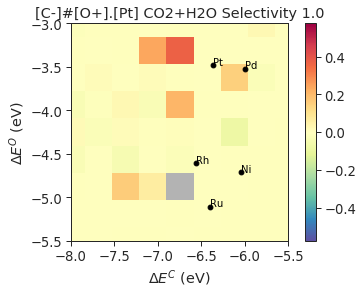 [C-]#[O+].[Pt] CO2+H2O Selectivity 1.0
−3.0
−3.5
−4.0
−4.5
−5.0
−5.5
ΔE^O (eV)
Pt
Pd
Rh
Ni
Ru
−8.0 −7.5 −7.0 −6.5 −6.0 −5.5
ΔE^C (eV)
0.4
0.2
0.0
−0.2
−0.4